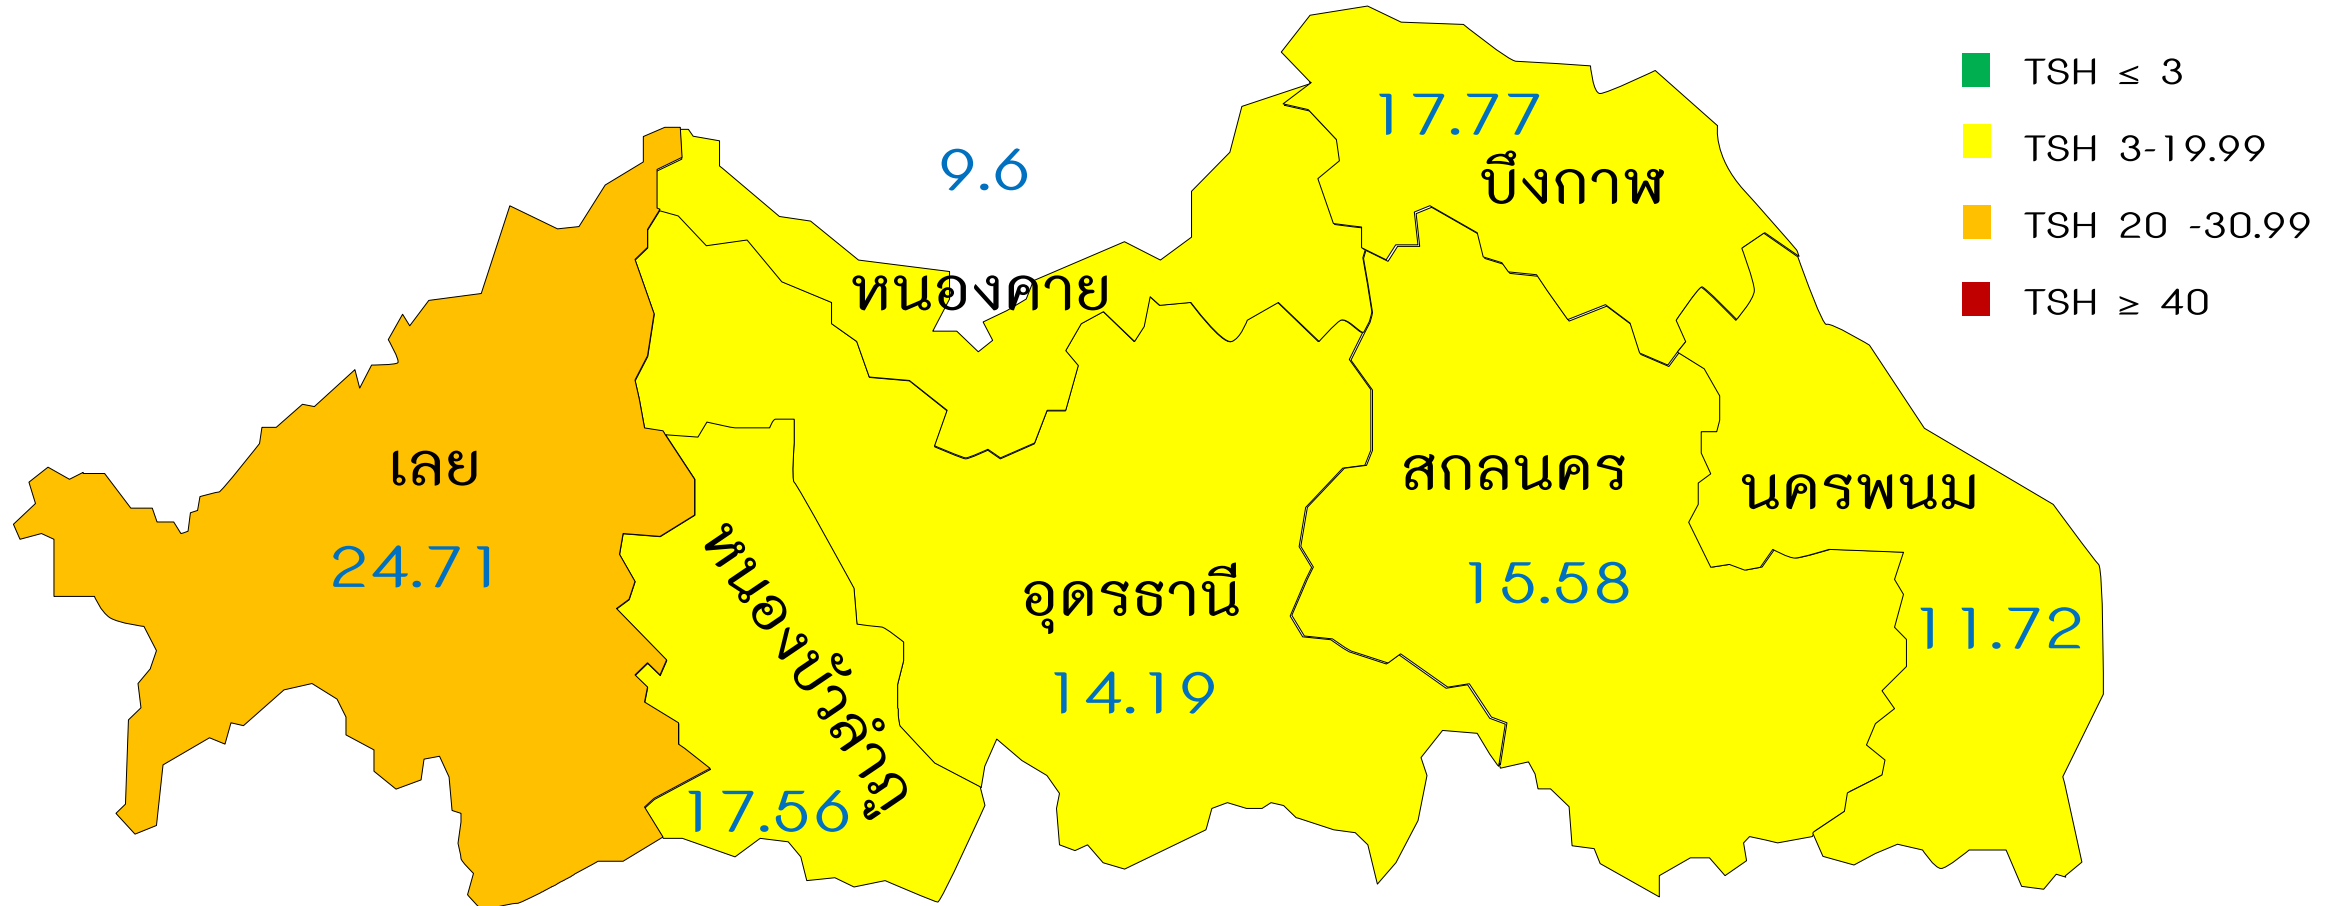 TSH ≤ 3
TSH 3-19.99
TSH 20 -30.99
TSH ≥ 40
17.77
บึงกาฬ
9.6
หนองคาย
เลย
24.71
หนองบัวลำภู
17.56
อุดรธานี
14.19
สกลนคร
15.58
นครพนม
11.72